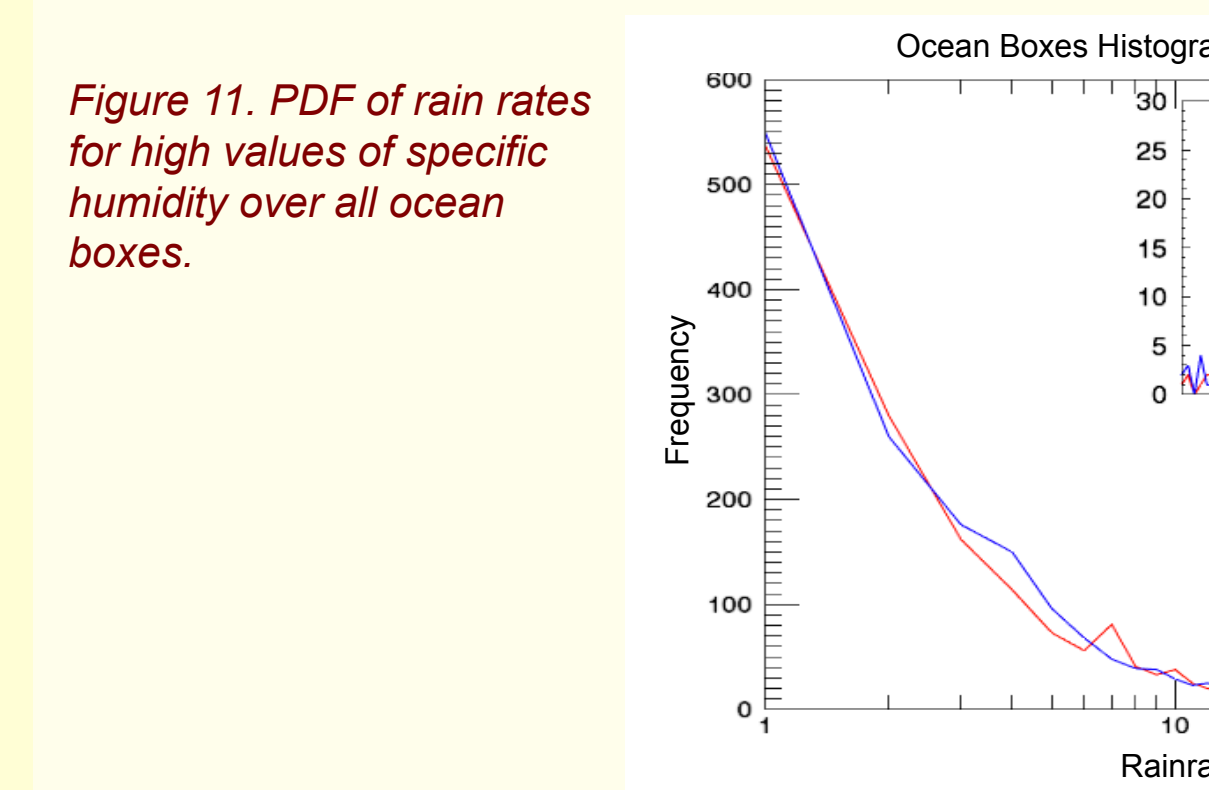 Figure 11. PDF of rain rates
for high values of specific
humidity over all ocean
boxes.
Ocean Boxes Histogra
600
500
400
300
200
100
0
Frequency
30
25
20
15
10
5
0
1
10
Rainra